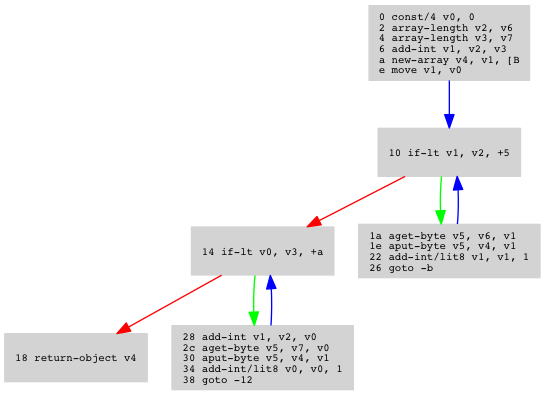 0 const/4 v0, 0
2 array-length v2, v6
4 array-length v3, v7
6 add-int v1, v2, v3
a new-array v4, v1, [B
e move v1, v0
10 if-lt v1, v2, +5
1a aget-byte v5, v6, v1
1e aput-byte v5, v4, v1
22 add-int/lit8 v1, v1, 1
26 goto -b
14 if-lt v0, v3, +a
18 return-object v4
28 add-int v1, v2, v0
2c aget-byte v5, v7, v0
30 aput-byte v5, v4, v1
34 add-int/lit8 v0, v0, 1
38 goto -12